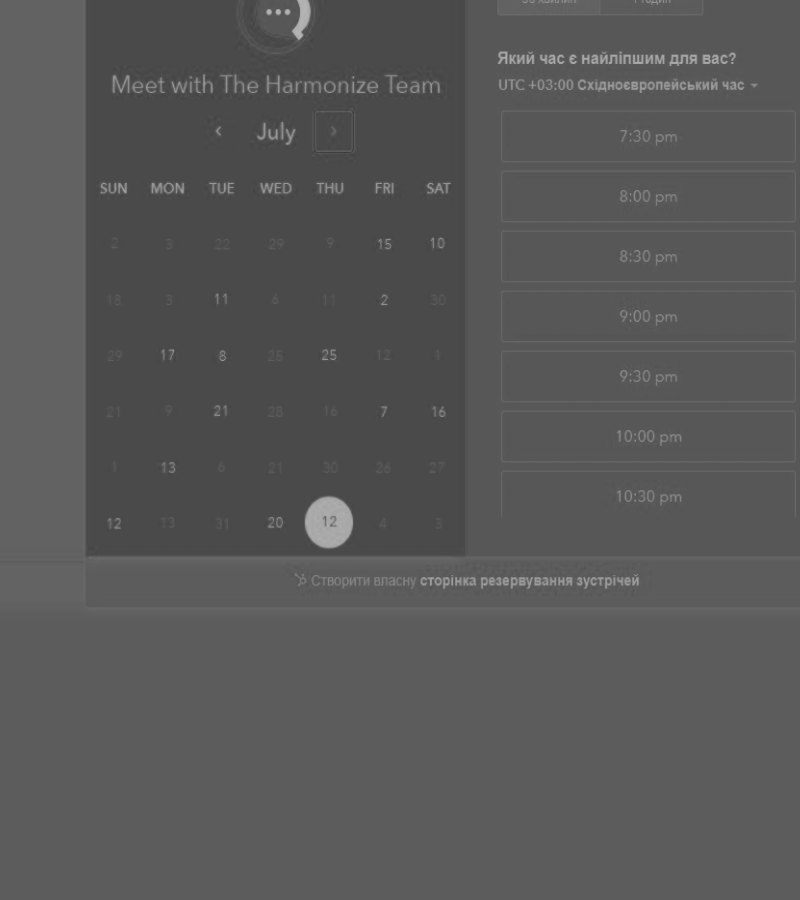 Meet with The Harmonize Team
July
SUN MON TUE WED THU FRI SAT
2 3 22 29 9 15 10
18 3 11 6 11 2 30
29 17 8 25 25 12 1
21 9 21 28 16 7 16
1 13 6 21 30 26 27
12 13 31 20 12 4 3
Який час є найліпшим для вас?
UTC +03:00 Східноєвропейський час
7:30 pm
8:00 pm
8:30 pm
9:00 pm
9:30 pm
10:00 pm
10:30 pm
Створити власну сторінка резервування зустрічей